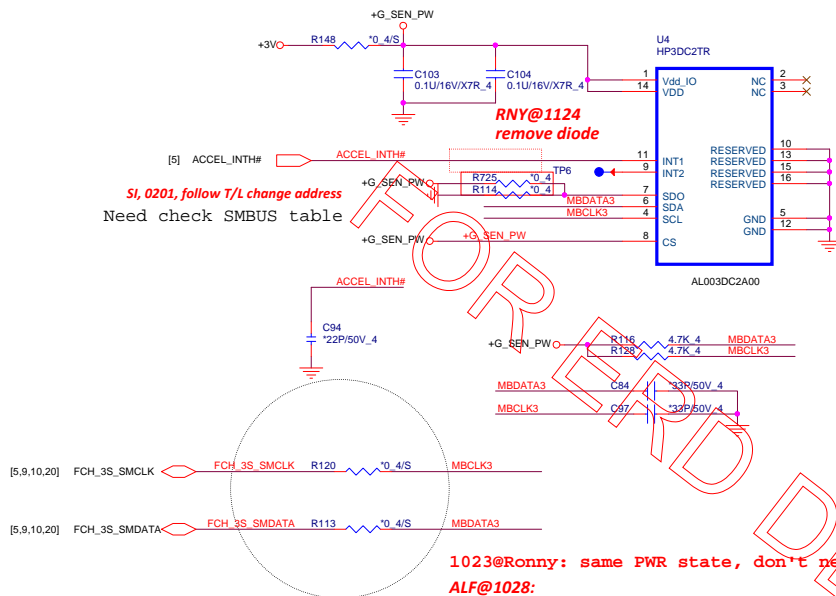 +G_SEN_PW
+3V R148 *0_4/S
C103
0.1U/16V/X7R_4
C104
0.1U/16V/X7R_4
U4
HP3DC2TR
1 Vdd_IO
14 VDD
NC 2
NC 3
RNY@1124
remove diode
[5] ACCEL_INTH# ACCEL_INTH#
11 INT1
9 INT2
TP6
RESERVED 10
RESERVED 13
RESERVED 15
RESERVED 16
+G_SEN_PW R725 *0_4
R114 *0_4
7 SDO
MBDATA3 6 SDA
MBCLK3 4 SCL
GND 5
GND 12
SI, 0201, follow T/L change address
Need check SMBUS table
+G_SEN_PW +G_SEN_PW 8 CS
AL003DC2A00
ACCEL_INTH#
C94
*22P/50V_4
+G_SEN_PW
R116 4.7K_4 MBDATA3
R128 4.7K_4 MBCLK3
MBDATA3 C84 *33P/50V_4
MBCLK3 C97 *33P/50V_4
[5,9,10,20] FCH_3S_SMCLK FCH_3S_SMCLK R120 *0_4/S MBCLK3
[5,9,10,20] FCH_3S_SMDATA FCH_3S_SMDATA R113 *0_4/S MBDATA3
1023@Ronny: same PWR state, don't ne
ALF@1028:
FOR ERD DE